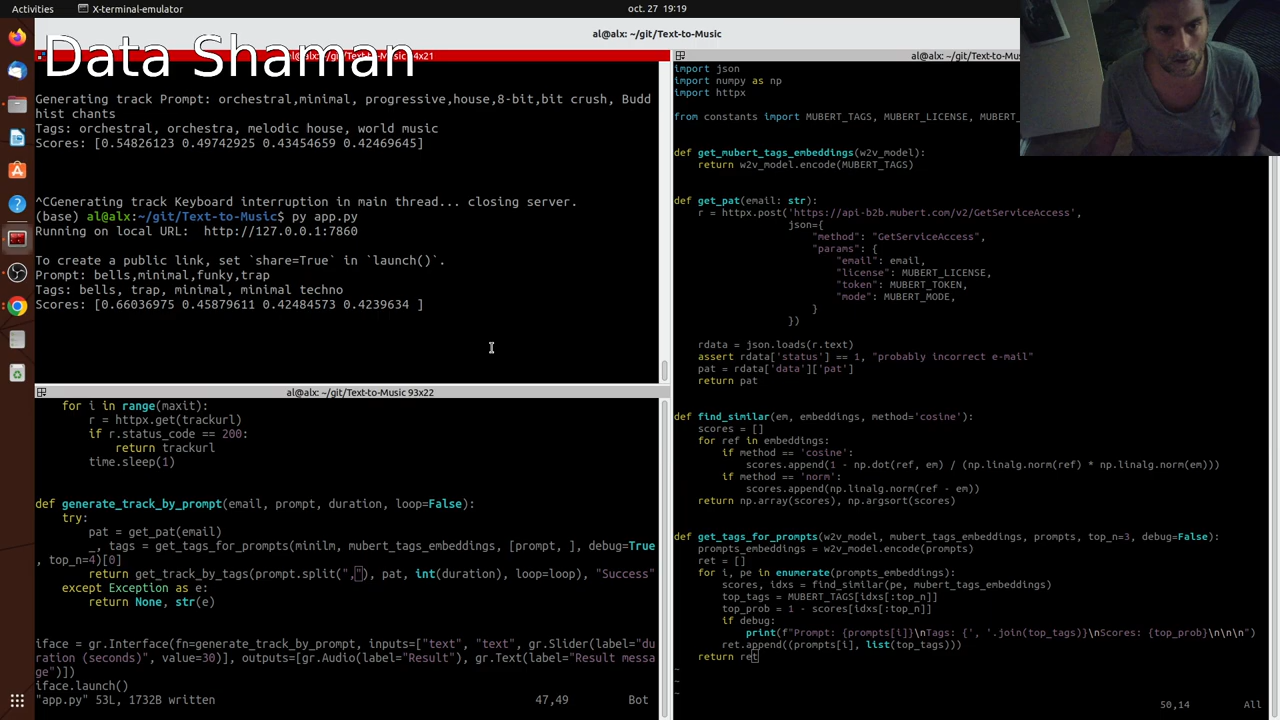 Activities
X-terminal-emulator
oct. 27 19:19
al@alx: ~/git/Text-to-Music
Data Shaman
4x21
Generating track Prompt: orchestral,minimal, progressive,house,8-bit,bit crush, Budd
hist chants
Tags: orchestral, orchestra, melodic house, world music
Scores: [0.54826123 0.49742925 0.43454659 0.42469645]
^CGenerating track Keyboard interruption in main thread... closing server.
(base) al@alx:~/git/Text-to-Music$ py app.py
Running on local URL:  http://127.0.0.1:7860
To create a public link, set `share=True` in `launch()`.
Prompt: bells,minimal,funky,trap
Tags: bells, trap, minimal, minimal techno
Scores: [0.66036975 0.45879611 0.42484573 0.4239634 ]
al@alx: ~/git/Text-to-Music 93x22
    for i in range(maxit):
        r = httpx.get(trackurl)
        if r.status_code == 200:
            return trackurl
        time.sleep(1)
def generate_track_by_prompt(email, prompt, duration, loop=False):
    try:
        pat = get_pat(email)
        _, tags = get_tags_for_prompts(minilm, mubert_tags_embeddings, [prompt, ], debug=True
, top_n=4)[0]
        return get_track_by_tags(prompt.split(","), pat, int(duration), loop=loop), "Success"
    except Exception as e:
        return None, str(e)
iface = gr.Interface(fn=generate_track_by_prompt, inputs=["text", "text", gr.Slider(label="du
ration (seconds)", value=30)], outputs=[gr.Audio(label="Result"), gr.Text(label="Result messa
ge")])
iface.launch()
"app.py" 53L, 1732B written
47,49
Bot
al@alx: ~/git/Text-to-Mu
import json
import numpy as np
import httpx
from constants import MUBERT_TAGS, MUBERT_LICENSE, MUBERT_
def get_mubert_tags_embeddings(w2v_model):
    return w2v_model.encode(MUBERT_TAGS)
def get_pat(email: str):
    r = httpx.post('https://api-b2b.mubert.com/v2/GetServiceAccess',
                   json={
                       "method": "GetServiceAccess",
                       "params": {
                           "email": email,
                           "license": MUBERT_LICENSE,
                           "token": MUBERT_TOKEN,
                           "mode": MUBERT_MODE,
                       }
                   })
    rdata = json.loads(r.text)
    assert rdata['status'] == 1, "probably incorrect e-mail"
    pat = rdata['data']['pat']
    return pat
def find_similar(em, embeddings, method='cosine'):
    scores = []
    for ref in embeddings:
        if method == 'cosine':
            scores.append(1 - np.dot(ref, em) / (np.linalg.norm(ref) * np.linalg.norm(em)))
        if method == 'norm':
            scores.append(np.linalg.norm(ref - em))
    return np.array(scores), np.argsort(scores)
def get_tags_for_prompts(w2v_model, mubert_tags_embeddings, prompts, top_n=3, debug=False):
    prompts_embeddings = w2v_model.encode(prompts)
    ret = []
    for i, pe in enumerate(prompts_embeddings):
        scores, idxs = find_similar(pe, mubert_tags_embeddings)
        top_tags = MUBERT_TAGS[idxs[:top_n]]
        top_prob = 1 - scores[idxs[:top_n]]
        if debug:
            print(f"Prompt: {prompts[i]}\nTags: {', '.join(top_tags)}\nScores: {top_prob}\n\n\n")
        ret.append((prompts[i], list(top_tags)))
    return ret
~
~
~
50,14
All